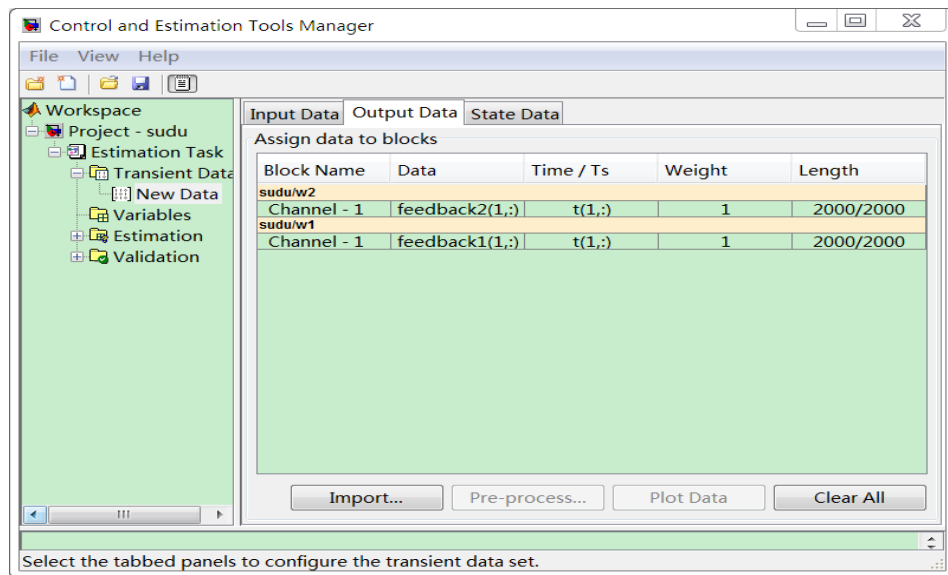 Control and Estimation Tools Manager
File View Help
Workspace
Project - sudu
Estimation Task
Transient Data
New Data
Variables
Estimation
Validation
Input Data Output Data State Data
Assign data to blocks
Block Name Data Time / Ts Weight Length
sudu/w2
Channel - 1 feedback2(1,:) t(1,:) 1 2000/2000
sudu/w1
Channel - 1 feedback1(1,:) t(1,:) 1 2000/2000
Import... Pre-process... Plot Data Clear All
Select the tabbed panels to configure the transient data set.